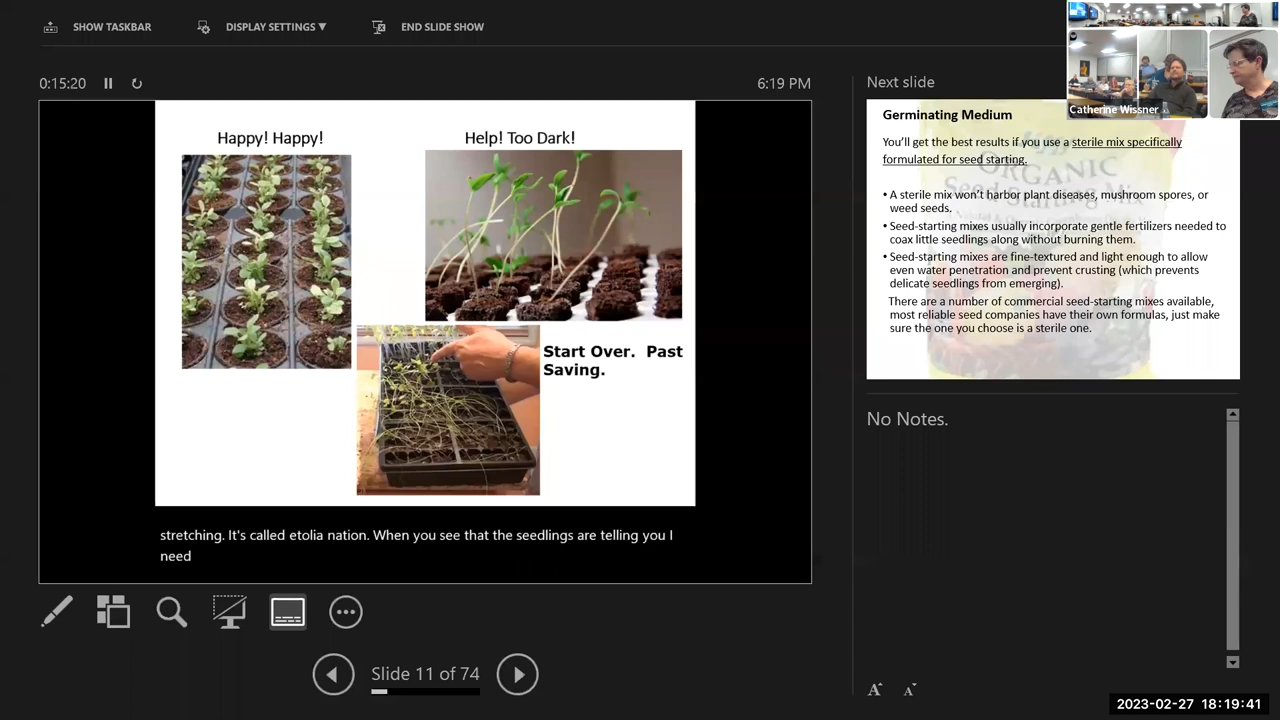 SHOW TASKBAR
DISPLAY SETTINGS ▼
END SLIDE SHOW
0:15:20
6:19 PM
Happy! Happy!
Help! Too Dark!
Start Over. Past
Saving.
stretching. It's called etolia nation. When you see that the seedlings are telling you I
need
Slide 11 of 74
Next slide
Catherine Wissner
Germinating Medium
You'll get the best results if you use a sterile mix specifically
formulated for seed starting.
• A sterile mix won't harbor plant diseases, mushroom spores, or
weed seeds.
• Seed-starting mixes usually incorporate gentle fertilizers needed to
coax little seedlings along without burning them.
• Seed-starting mixes are fine-textured and light enough to allow
even water penetration and prevent crusting (which prevents
delicate seedlings from emerging).
There are a number of commercial seed-starting mixes available,
most reliable seed companies have their own formulas, just make
sure the one you choose is a sterile one.
ORGANIC
Seed Starting Mix
No Notes.
A A
2023-02-27 18:19:41